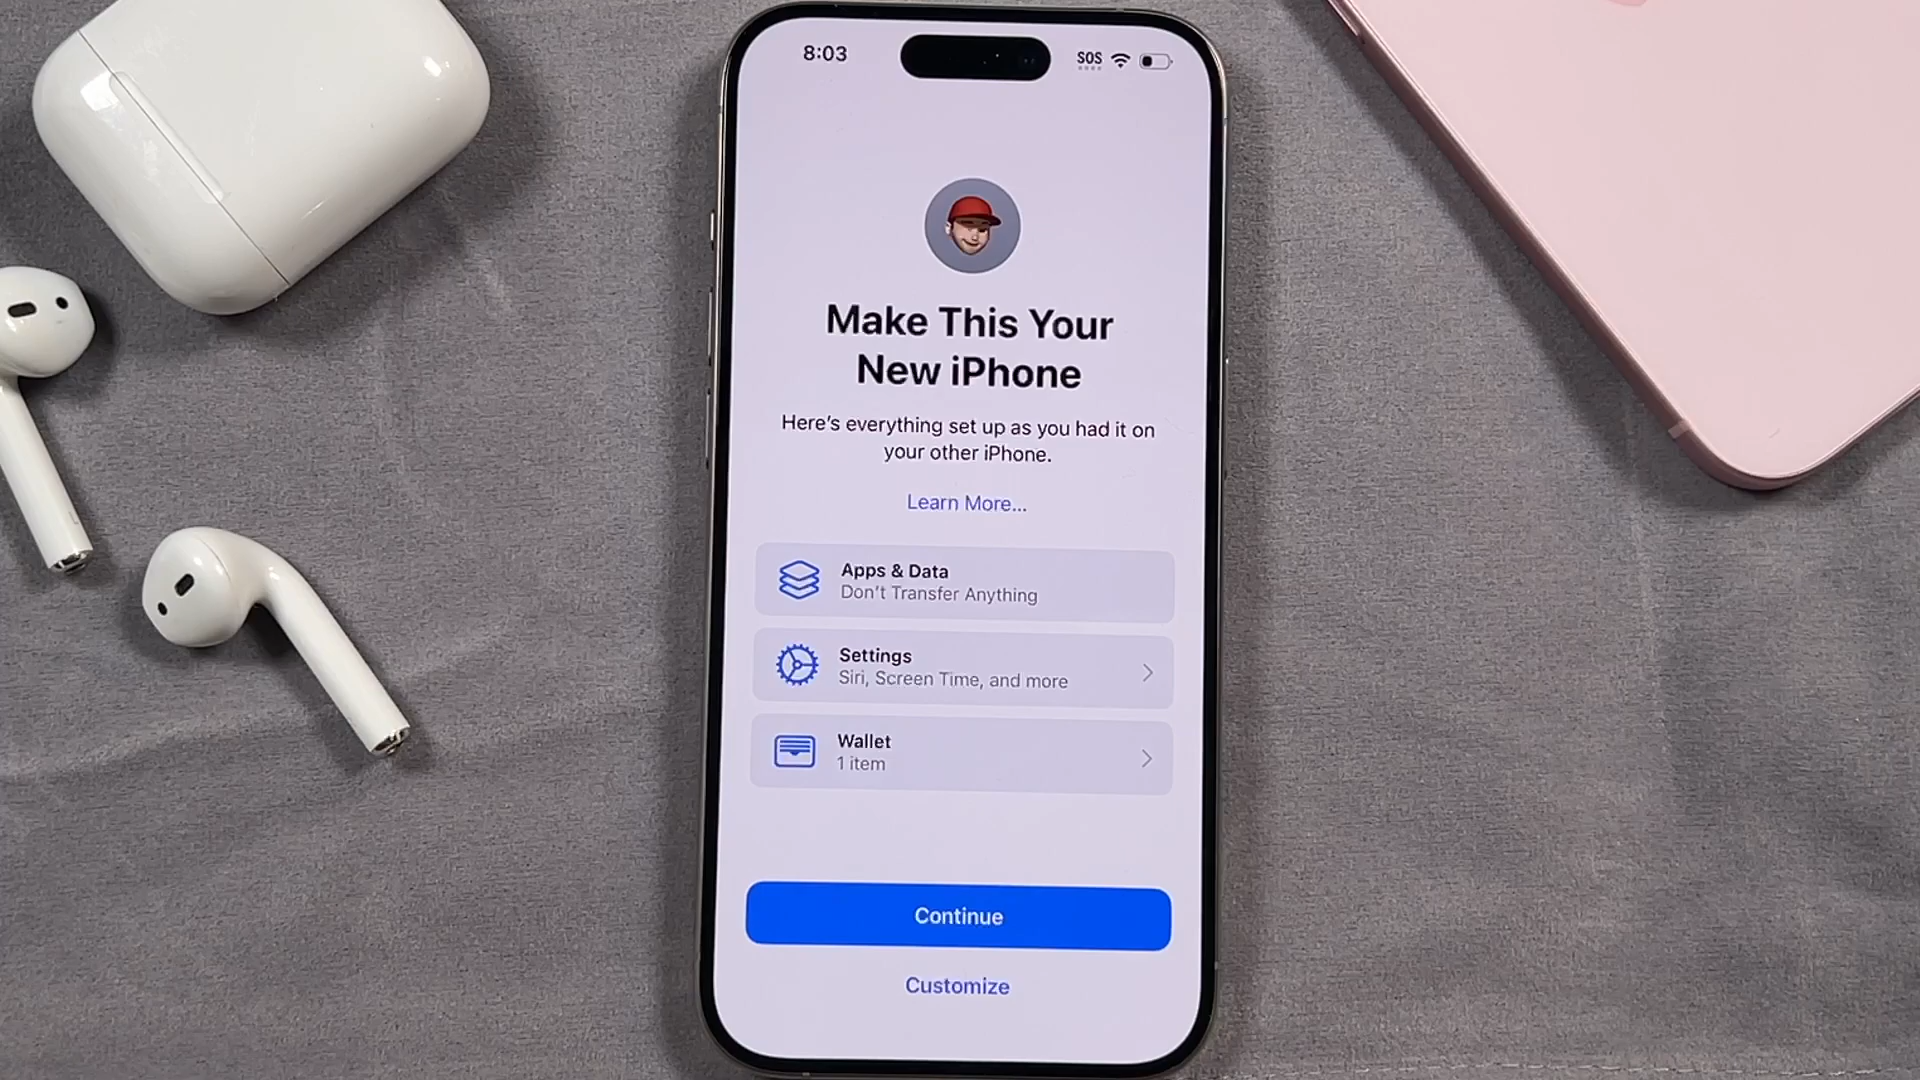 8:03
SOS
Make This Your
New iPhone
Here's everything set up as you had it on
your other iPhone.
Learn More...
Apps & Data
Don't Transfer Anything
Settings
Siri, Screen Time, and more
Wallet
1 item
Continue
Customize